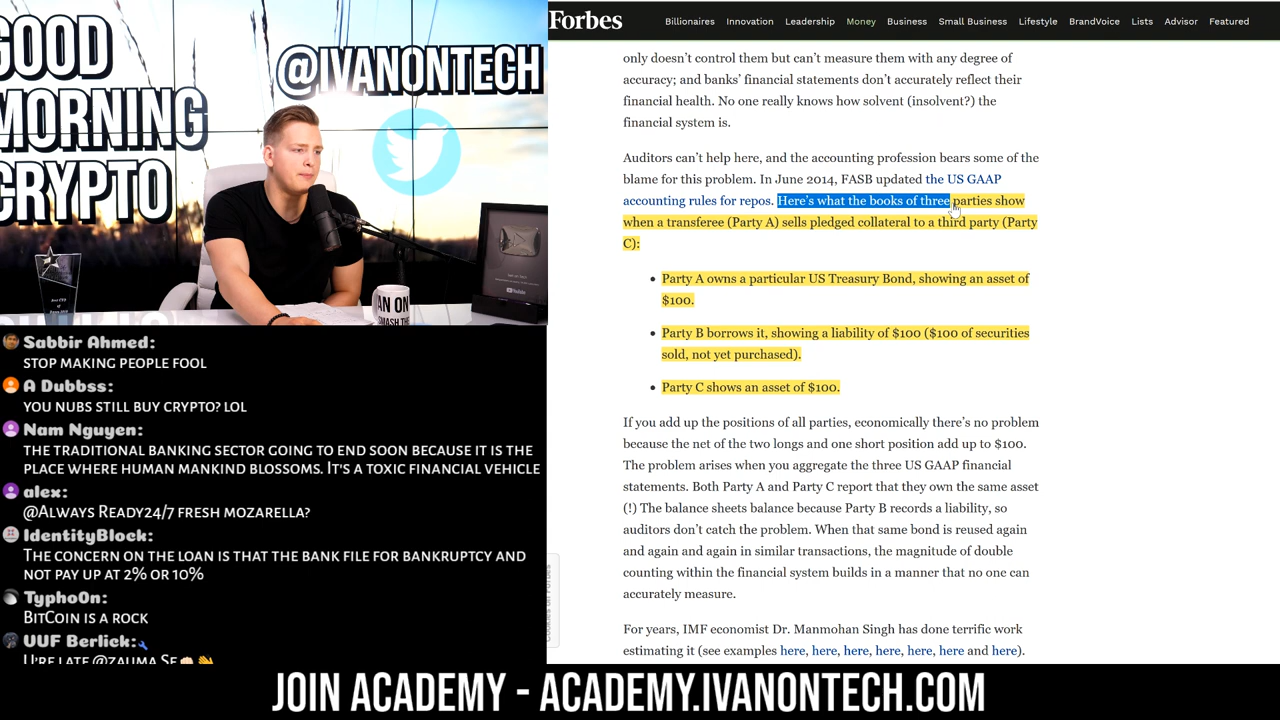 GOOD
MORNING
CRYPTO
@IVANONTECH
AN ON
SMASH THE
YouTube
Sabbir Ahmed:
STOP MAKING PEOPLE FOOL
A Dubbss:
YOU NUBS STILL BUY CRYPTO? LOL
Nam Nguyen:
THE TRADITIONAL BANKING SECTOR GOING TO END SOON BECAUSE IT IS THE
PLACE WHERE HUMAN MANKIND BLOSSOMS. IT'S A TOXIC FINANCIAL VEHICLE
alex:
@ALWAYS READY24/7 FRESH MOZARELLA?
IdentityBlock:
THE CONCERN ON THE LOAN IS THAT THE BANK FILE FOR BANKRUPTCY AND
NOT PAY UP AT 2% OR 10%
TyphoOn:
BITCOIN IS A ROCK
UUF Berlick:
U'RE LATE @ZAUMA SE
Forbes
Billionaires Innovation Leadership Money Business Small Business Lifestyle BrandVoice Lists Advisor Featured
only doesn't control them but can't measure them with any degree of
accuracy; and banks' financial statements don't accurately reflect their
financial health. No one really knows how solvent (insolvent?) the
financial system is.
Auditors can't help here, and the accounting profession bears some of the
blame for this problem. In June 2014, FASB updated the US GAAP
accounting rules for repos. Here's what the books of three parties show
when a transferee (Party A) sells pledged collateral to a third party (Party
C):
• Party A owns a particular US Treasury Bond, showing an asset of
$100.
• Party B borrows it, showing a liability of $100 ($100 of securities
sold, not yet purchased).
• Party C shows an asset of $100.
If you add up the positions of all parties, economically there's no problem
because the net of the two longs and one short position add up to $100.
The problem arises when you aggregate the three US GAAP financial
statements. Both Party A and Party C report that they own the same asset
(!) The balance sheets balance because Party B records a liability, so
auditors don't catch the problem. When that same bond is reused again
and again and again in similar transactions, the magnitude of double
counting within the financial system builds in a manner that no one can
accurately measure.
For years, IMF economist Dr. Manmohan Singh has done terrific work
estimating it (see examples here, here, here, here, here, here and here).
Cookies on Forbes
JOIN ACADEMY - ACADEMY.IVANONTECH.COM